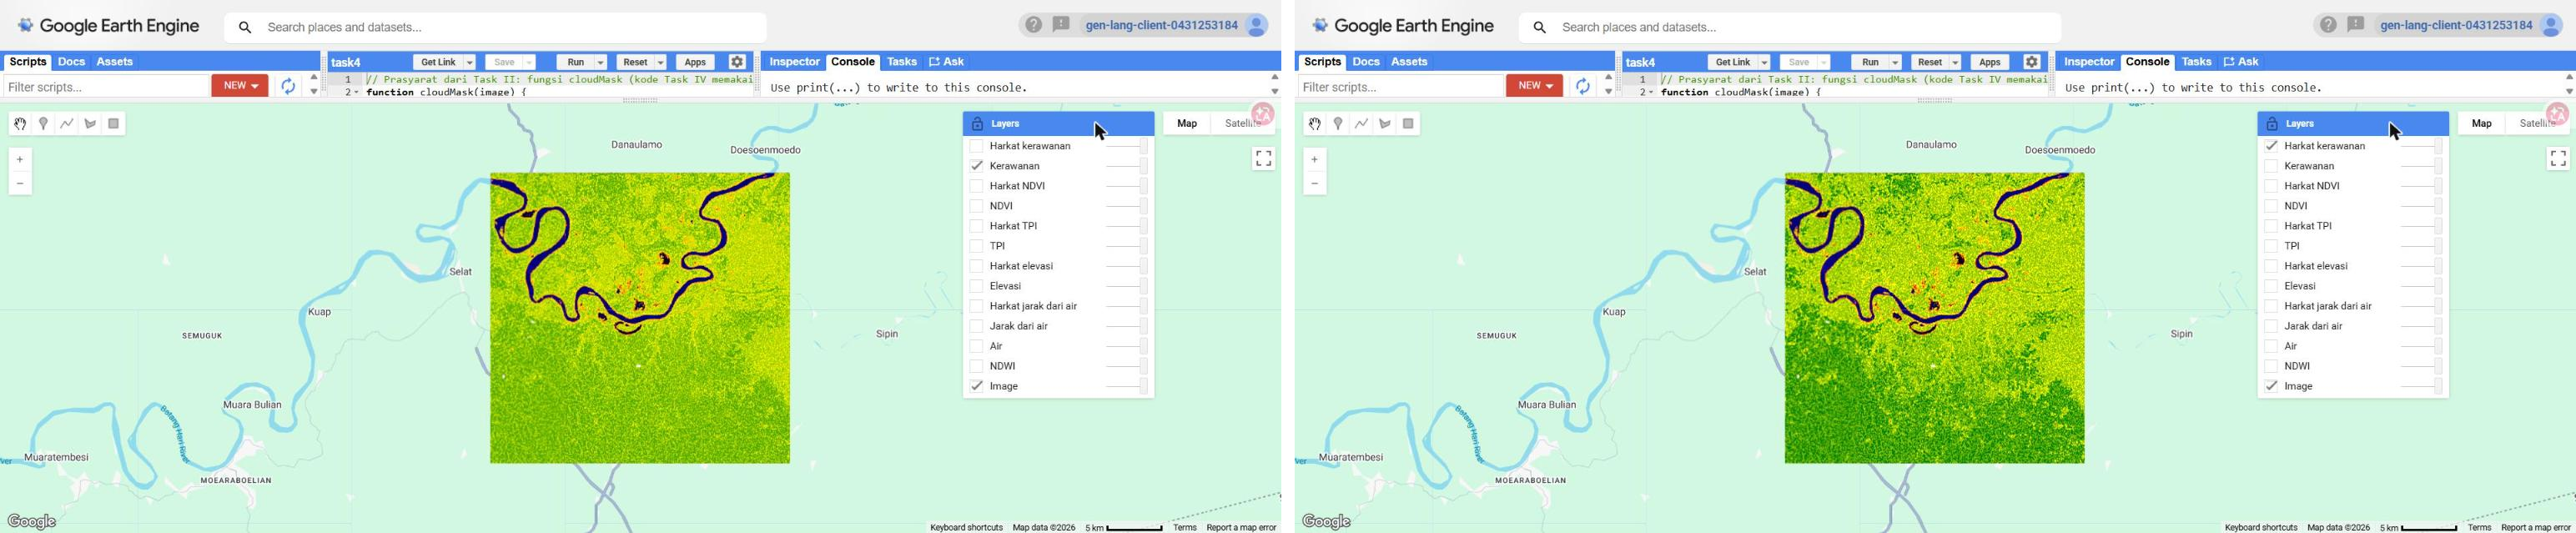 Google Earth Engine
Search places and datasets...
gen-lang-client-0431253184
Scripts Docs Assets
task4 Get Link Save Run Reset Apps
Inspector Console Tasks Ask
Filter scripts... NEW
1 // Prasyarat dari Task II: fungsi cloudMask (kode Task IV memakai
2 function cloudMask(image) {
Use print(...) to write to this console.
Layers
Harkat kerawanan
Kerawanan
Harkat NDVI
NDVI
Harkat TPI
TPI
Harkat elevasi
Elevasi
Harkat jarak dari air
Jarak dari air
Air
NDWI
Image
Map Satellite
Danaulamo
Doesoenmoedo
Selat
Kuap
SEMUGUK
Sipin
Muara Bulian
Batang Hari River
Muaratembesi
MOEARABOELIAN
Google
Keyboard shortcuts Map data ©2026 5 km Terms Report a map error
Google Earth Engine
Search places and datasets...
gen-lang-client-0431253184
Scripts Docs Assets
task4 Get Link Save Run Reset Apps
Inspector Console Tasks Ask
Filter scripts... NEW
1 // Prasyarat dari Task II: fungsi cloudMask (kode Task IV memakai
2 function cloudMask(image) {
Use print(...) to write to this console.
Layers
Harkat kerawanan
Kerawanan
Harkat NDVI
NDVI
Harkat TPI
TPI
Harkat elevasi
Elevasi
Harkat jarak dari air
Jarak dari air
Air
NDWI
Image
Map Satellite
Danaulamo
Doesoenmoedo
Selat
Kuap
SEMUGUK
Sipin
Muara Bulian
Batang Hari River
Muaratembesi
MOEARABOELIAN
Google
Keyboard shortcuts Map data ©2026 5 km Terms Report a map error